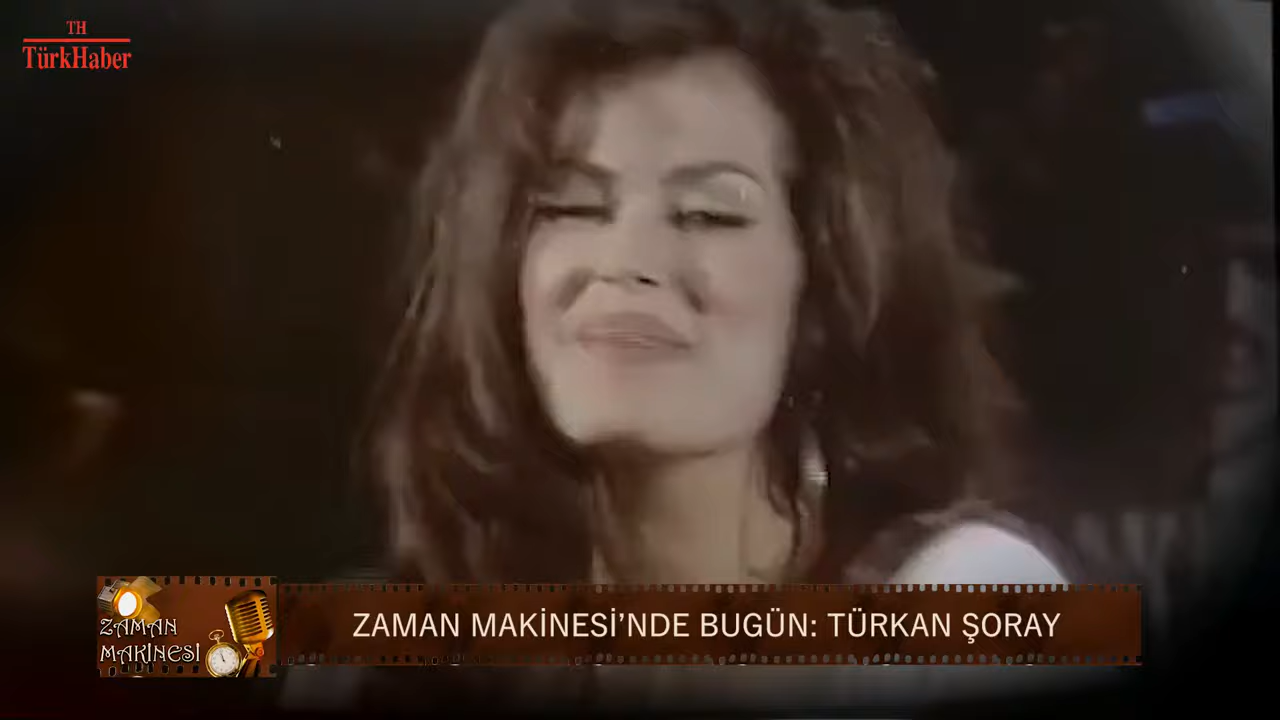 TH
TürkHaber
ZAMAN
MAKİNESİ
ZAMAN MAKİNESİ’NDE BUGÜN: TÜRKAN ŞORAY